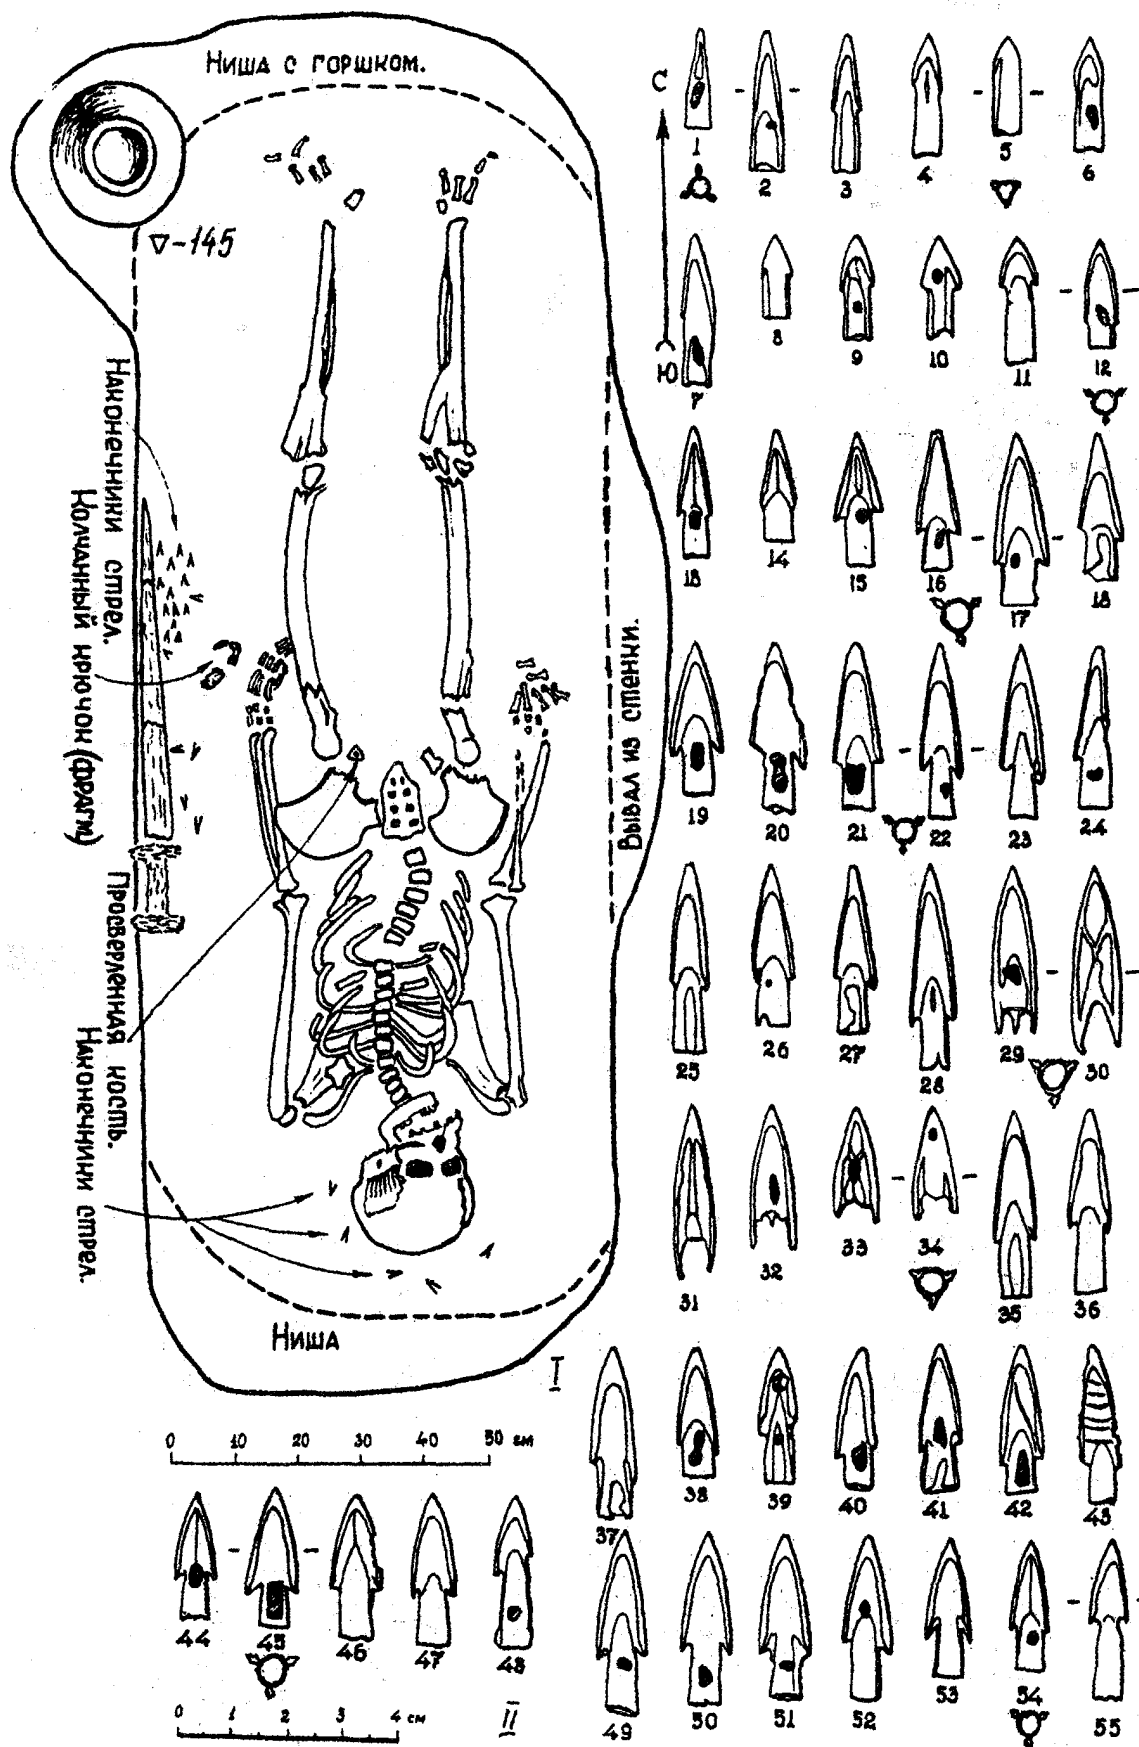 Ниша с горшком.
▽-145
Наконечники стрел.
Колчанный крючок (фрагм)
Просверленная кость.
Наконечники стрел.
Вывал из стенки.
Ниша
С
Ю
I
0 10 20 30 40 50 см
1 2 3 4 5 6
7 8 9 10 11 12
13 14 15 16 17 18
19 20 21 22 23 24
25 26 27 28 29 30
31 32 33 34 35 36
37 38 39 40 41 42 43
44 45 46 47 48
49 50 51 52 53 54 55
0 1 2 3 4 см
II